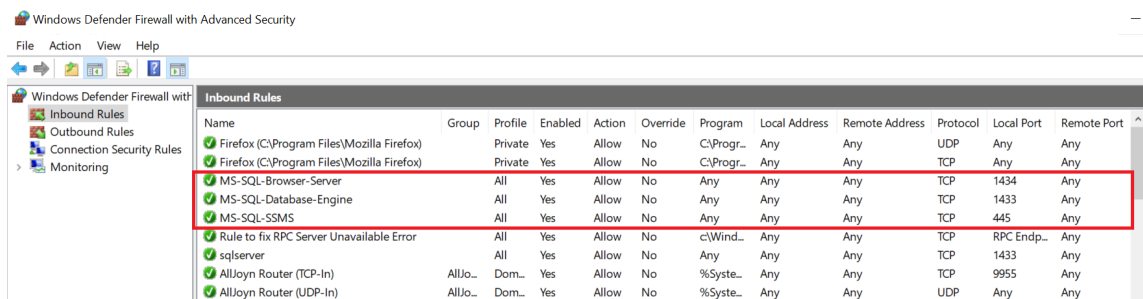 Windows Defender Firewall with Advanced Security
File Action View Help
Windows Defender Firewall with
Inbound Rules
Outbound Rules
Connection Security Rules
Monitoring
Inbound Rules
Name Group Profile Enabled Action Override Program Local Address Remote Address Protocol Local Port Remote Port
Firefox (C:\Program Files\Mozilla Firefox) Private Yes Allow No C:\Progr... Any Any UDP Any Any
Firefox (C:\Program Files\Mozilla Firefox) Private Yes Allow No C:\Progr... Any Any TCP Any Any
MS-SQL-Browser-Server All Yes Allow No Any Any Any TCP 1434 Any
MS-SQL-Database-Engine All Yes Allow No Any Any Any TCP 1433 Any
MS-SQL-SSMS All Yes Allow No Any Any Any TCP 445 Any
Rule to fix RPC Server Unavailable Error All Yes Allow No c:\Wind... Any Any TCP RPC Endp... Any
sqlserver All Yes Allow No Any Any Any TCP 1433 Any
AllJoyn Router (TCP-In) AllJo... Dom... Yes Allow No %Syste... Any Any TCP 9955 Any
AllJoyn Router (UDP-In) AllJo... Dom... Yes Allow No %Syste... Any Any UDP Any Any